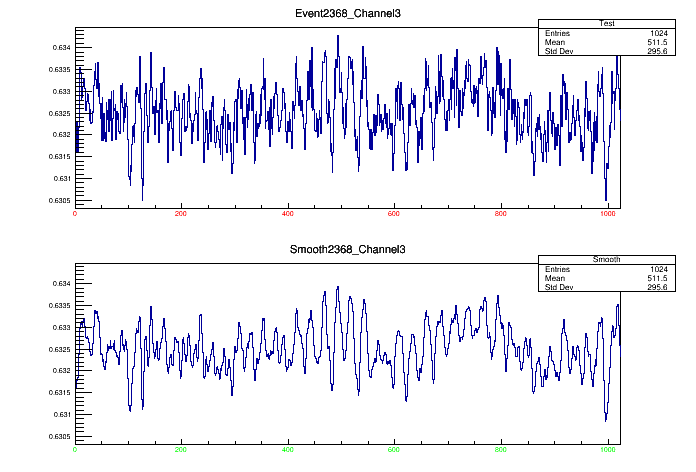 Event2368_Channel3
Test
Entries 1024
Mean 511.5
Std Dev 295.6
0.634
0.6335
0.633
0.6325
0.632
0.6315
0.631
0.6305
0 200 400 600 800 1000
Smooth2368_Channel3
Smooth
Entries 1024
Mean 511.5
Std Dev 295.6
0.634
0.6335
0.633
0.6325
0.632
0.6315
0.631
0.6305
0 200 400 600 800 1000